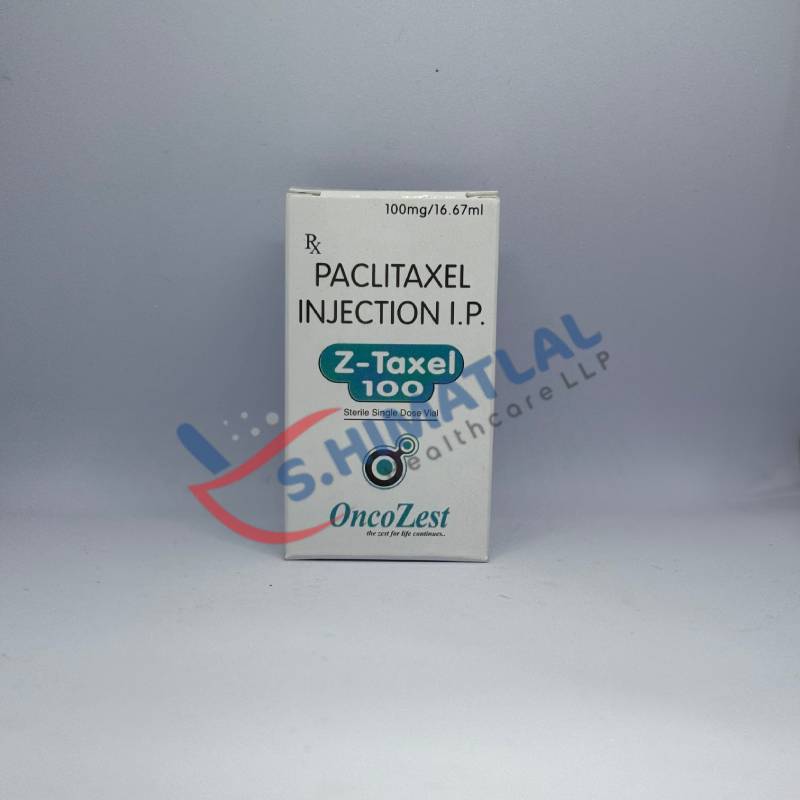 100mg/16.67ml
Rx
PACLITAXEL
INJECTION I.P.
Z-Taxel
100
Sterile Single Dose Vial
S.HIMATLAL
Healthcare LLP
OncoZest
the zest for life continues..